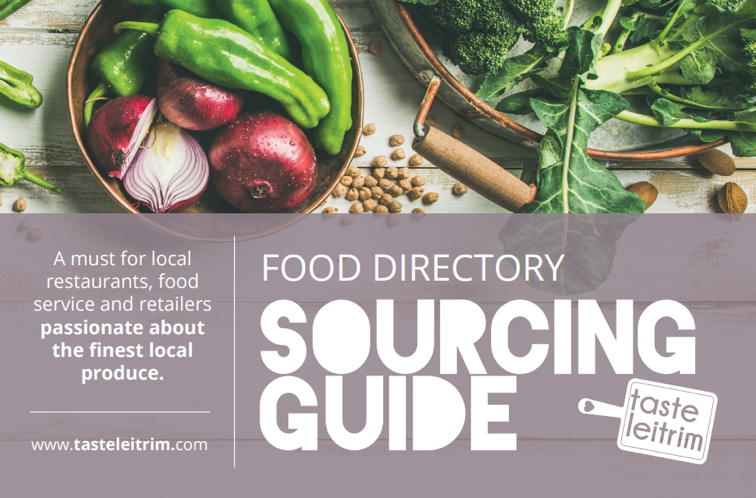 A must for local
restaurants, food
service and retailers
passionate about
the finest local
produce.
www.tasteleitrim.com
FOOD DIRECTORY
SOURCING
GUIDE
taste
leitrim